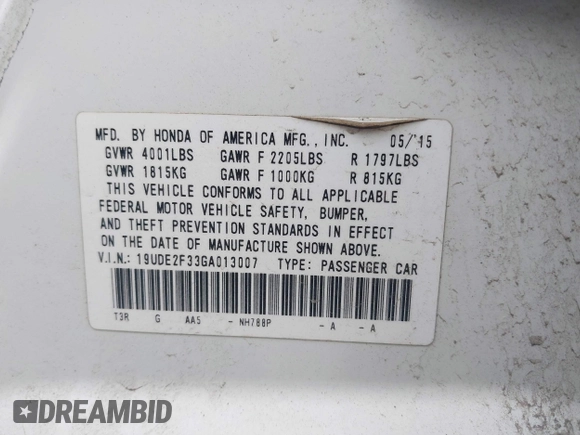 MFD. BY HONDA OF AMERICA MFG., INC. 05/'15
GVWR 4001LBS GAWR F 2205LBS R 1797LBS
GVWR 1815KG GAWR F 1000KG R 815KG
THIS VEHICLE CONFORMS TO ALL APPLICABLE
FEDERAL MOTOR VEHICLE SAFETY, BUMPER,
AND THEFT PREVENTION STANDARDS IN EFFECT
ON THE DATE OF MANUFACTURE SHOWN ABOVE.
V.I.N.: 19UDE2F33GA013007 TYPE: PASSENGER CAR
T3R G AA5 - NH788P - A - A
DREAMBID